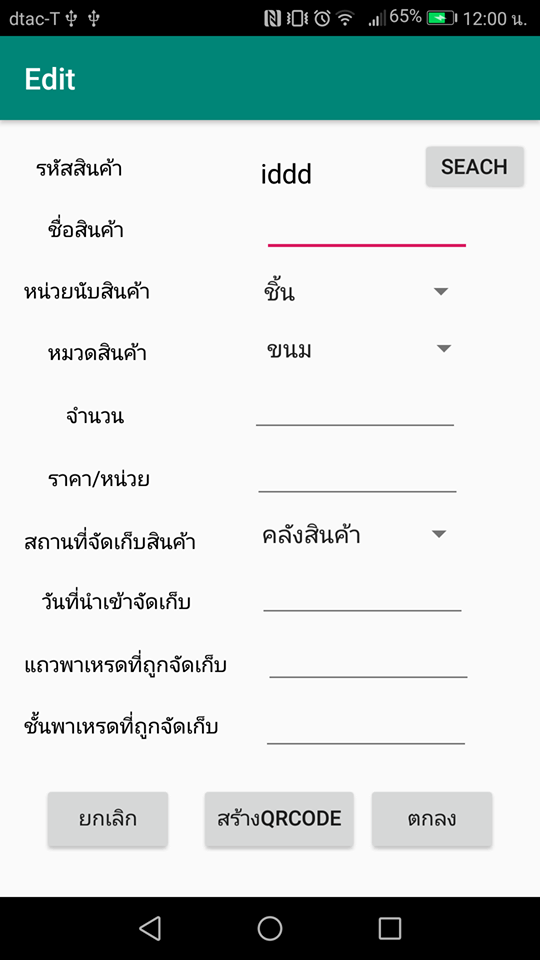 dtac-T 65% 12:00 น.
Edit
รหัสสินค้า iddd SEACH
ชื่อสินค้า
หน่วยนับสินค้า ชิ้น
หมวดสินค้า ขนม
จำนวน
ราคา/หน่วย
สถานที่จัดเก็บสินค้า คลังสินค้า
วันที่นำเข้าจัดเก็บ
แถวพาเหรดที่ถูกจัดเก็บ
ชั้นพาเหรดที่ถูกจัดเก็บ
ยกเลิก สร้างQRCODE ตกลง